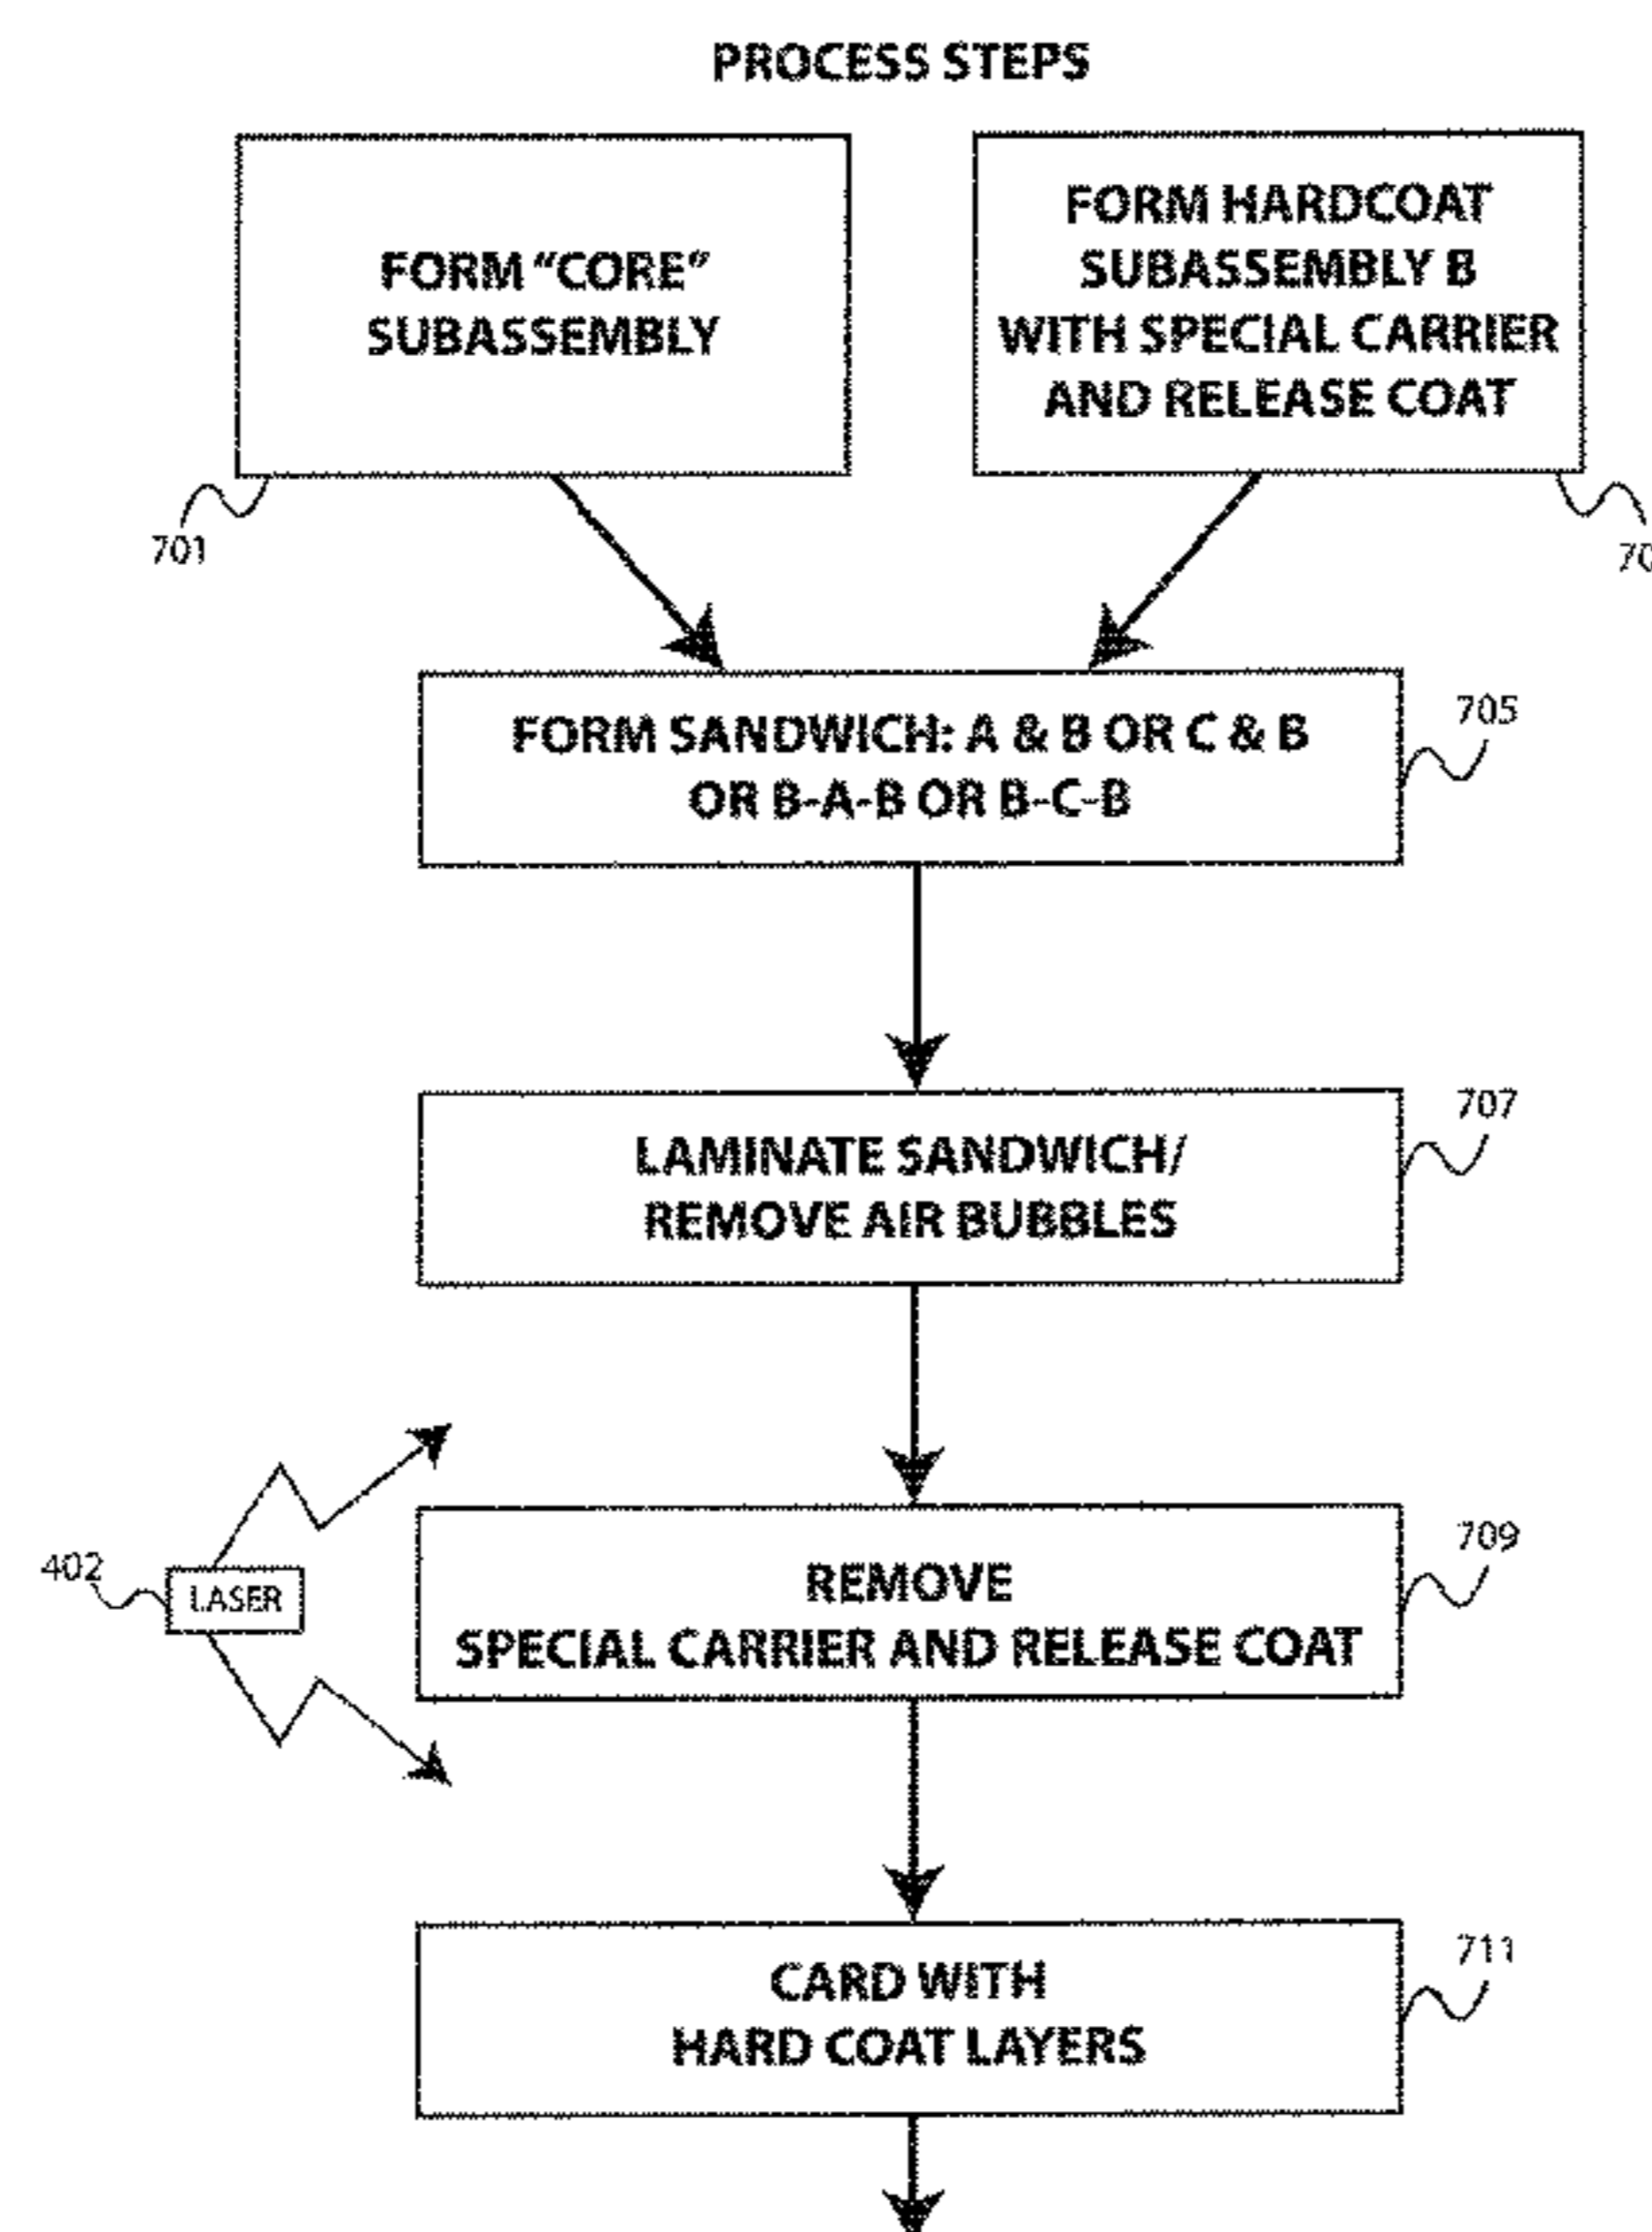 PROCESS STEPS
FORM "CORE"
SUBASSEMBLY
FORM HARDCOAT
SUBASSEMBLY B
WITH SPECIAL CARRIER
AND RELEASE COAT
701
FORM SANDWICH: A & B OR C & B
OR B-A-B OR B-C-B
705
LAMINATE SANDWICH/
REMOVE AIR BUBBLES
707
402
LASER
REMOVE
SPECIAL CARRIER AND RELEASE COAT
709
CARD WITH
HARD COAT LAYERS
711